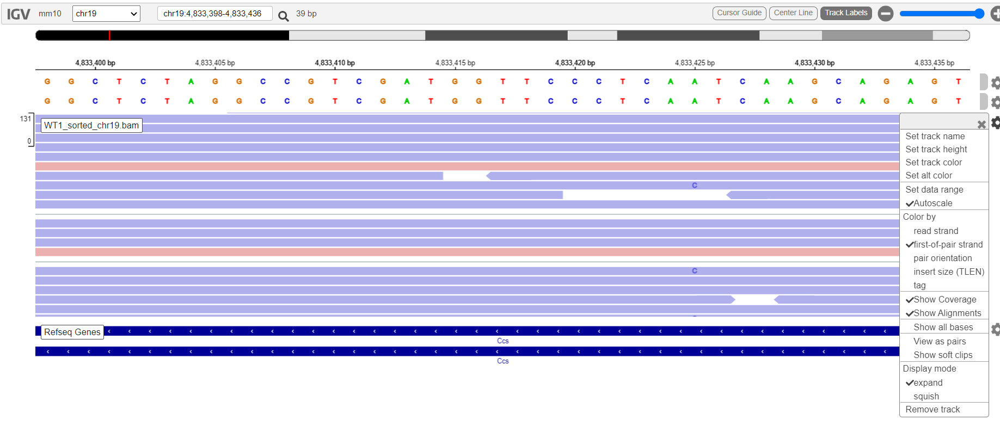 IGV mm10 chr19 chr19:4,833,398-4,833,436 39 bp Cursor Guide Center Line Track Labels
4,833,400 bp 4,833,405 bp 4,833,410 bp 4,833,415 bp 4,833,420 bp 4,833,425 bp 4,833,430 bp 4,833,435 bp
G G C T C T A G G C C G T C G A T G G T T C C C T C A A T C A A G C A G A G T
G G C T C T A G G C C G T C G A T G G T T C C C T C A A T C A A G C A G A G T
131
WT1_sorted_chr19.bam
0
C
C
Refseq Genes
Ccs
Ccs
Set track name
Set track height
Set track color
Set alt color
Set data range
Autoscale
Color by
read strand
first-of-pair strand
pair orientation
insert size (TLEN)
tag
Show Coverage
Show Alignments
Show all bases
View as pairs
Show soft clips
Display mode
expand
squish
Remove track